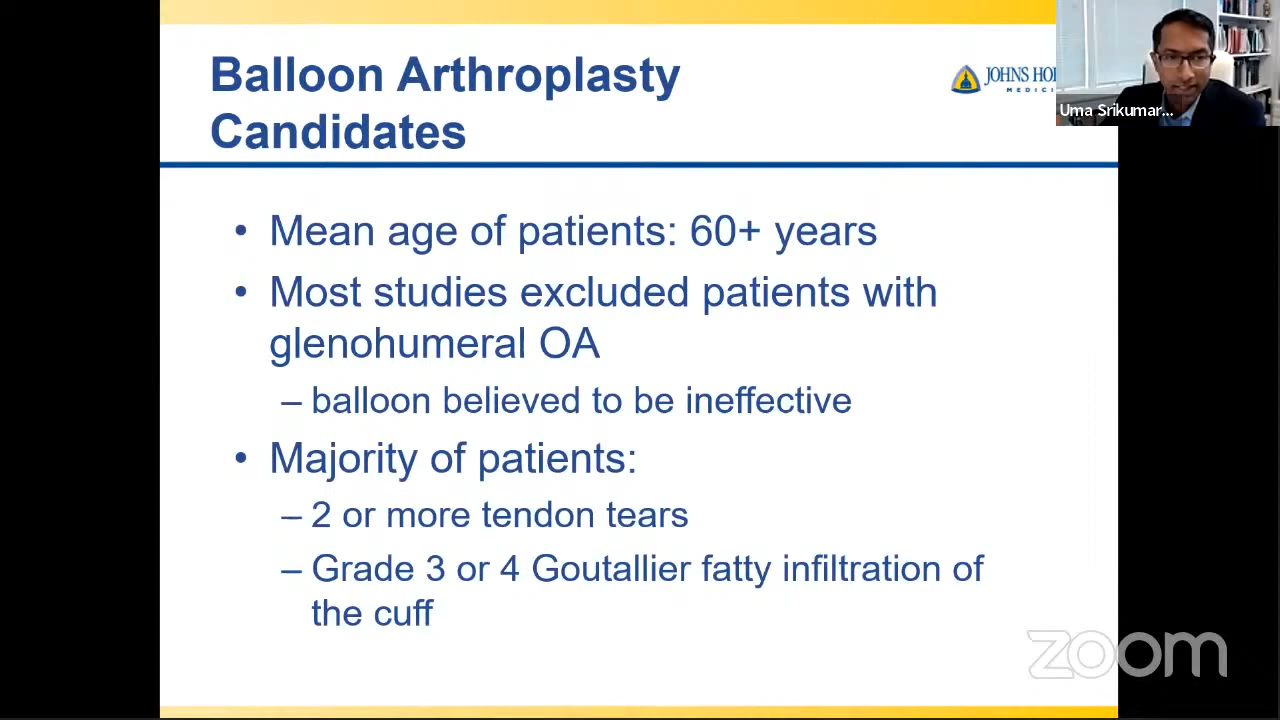 Balloon Arthroplasty
Candidates
JOHNS HO
MEDICI
Uma Srikumar...
• Mean age of patients: 60+ years
• Most studies excluded patients with
glenohumeral OA
– balloon believed to be ineffective
• Majority of patients:
– 2 or more tendon tears
– Grade 3 or 4 Goutallier fatty infiltration of
the cuff
zoom